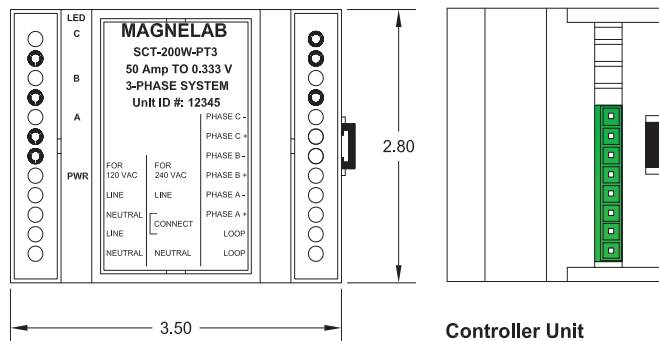 LED
C
B
A
PWR
MAGNELAB
SCT-200W-PT3
50 Amp TO 0.333 V
3-PHASE SYSTEM
Unit ID #: 12345
PHASE C -
PHASE C +
PHASE B -
PHASE B +
PHASE A -
PHASE A +
LOOP
LOOP
FOR
120 VAC
LINE
NEUTRAL
LINE
NEUTRAL
FOR
240 VAC
LINE
CONNECT
NEUTRAL
2.80
3.50
Controller Unit